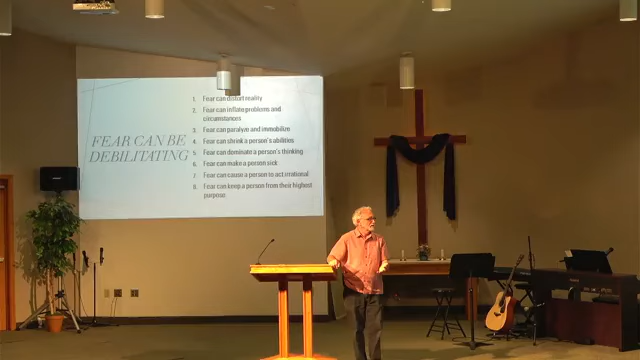 FEAR CAN BE
DEBILITATING
1. Fear can distort reality
2. Fear can inflate problems and
circumstances
3. Fear can paralyze and immobilize
4. Fear can shrink a person's abilities
5. Fear can dominate a person's thinking
6. Fear can make a person sick
7. Fear can cause a person to act irrational
8. Fear can keep a person from their highest
purpose